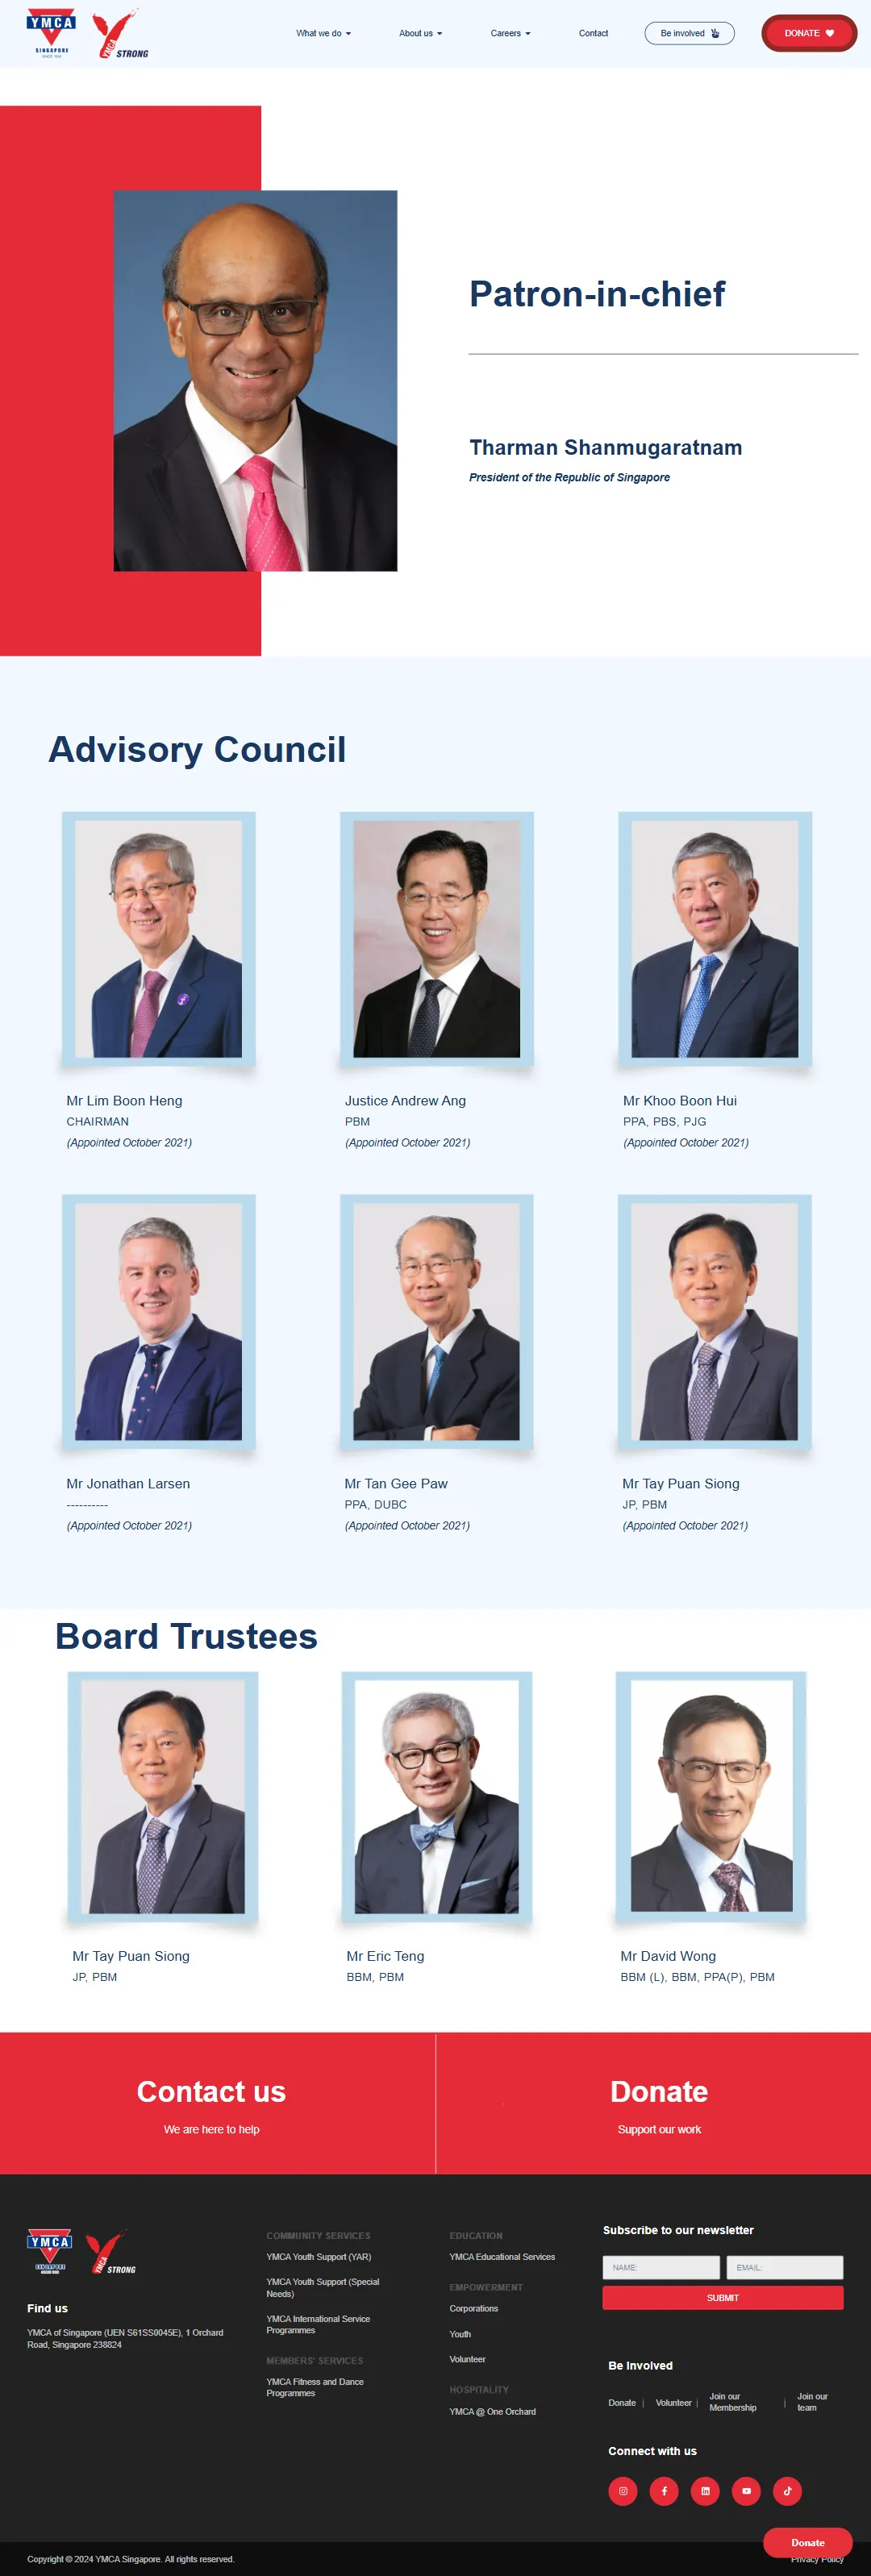 YMCA
SINGAPORE
SINCE 1902
YMCA
STRONG
What we do
About us
Careers
Contact
Be involved
DONATE
Patron-in-chief
Tharman Shanmugaratnam
President of the Republic of Singapore
Advisory Council
Mr Lim Boon Heng
CHAIRMAN
(Appointed October 2021)
Justice Andrew Ang
PBM
(Appointed October 2021)
Mr Khoo Boon Hui
PPA, PBS, PJG
(Appointed October 2021)
Mr Jonathan Larsen
----------
(Appointed October 2021)
Mr Tan Gee Paw
PPA, DUBC
(Appointed October 2021)
Mr Tay Puan Siong
JP, PBM
(Appointed October 2021)
Board Trustees
Mr Tay Puan Siong
JP, PBM
Mr Eric Teng
BBM, PBM
Mr David Wong
BBM (L), BBM, PPA(P), PBM
Contact us
We are here to help
Donate
Support our work
YMCA
SINGAPORE
YMCA
STRONG
Find us
YMCA of Singapore (UEN S61SS0045E), 1 Orchard
Road, Singapore 238824
COMMUNITY SERVICES
YMCA Youth Support (YAR)
YMCA Youth Support (Special
Needs)
YMCA International Service
Programmes
MEMBERS' SERVICES
YMCA Fitness and Dance
Programmes
EDUCATION
YMCA Educational Services
EMPOWERMENT
Corporations
Youth
Volunteer
HOSPITALITY
YMCA @ One Orchard
Subscribe to our newsletter
NAME:
EMAIL:
SUBMIT
Be Involved
Donate | Volunteer | Join our Membership | Join our team
Connect with us
Donate
Copyright © 2024 YMCA Singapore. All rights reserved.
Privacy Policy